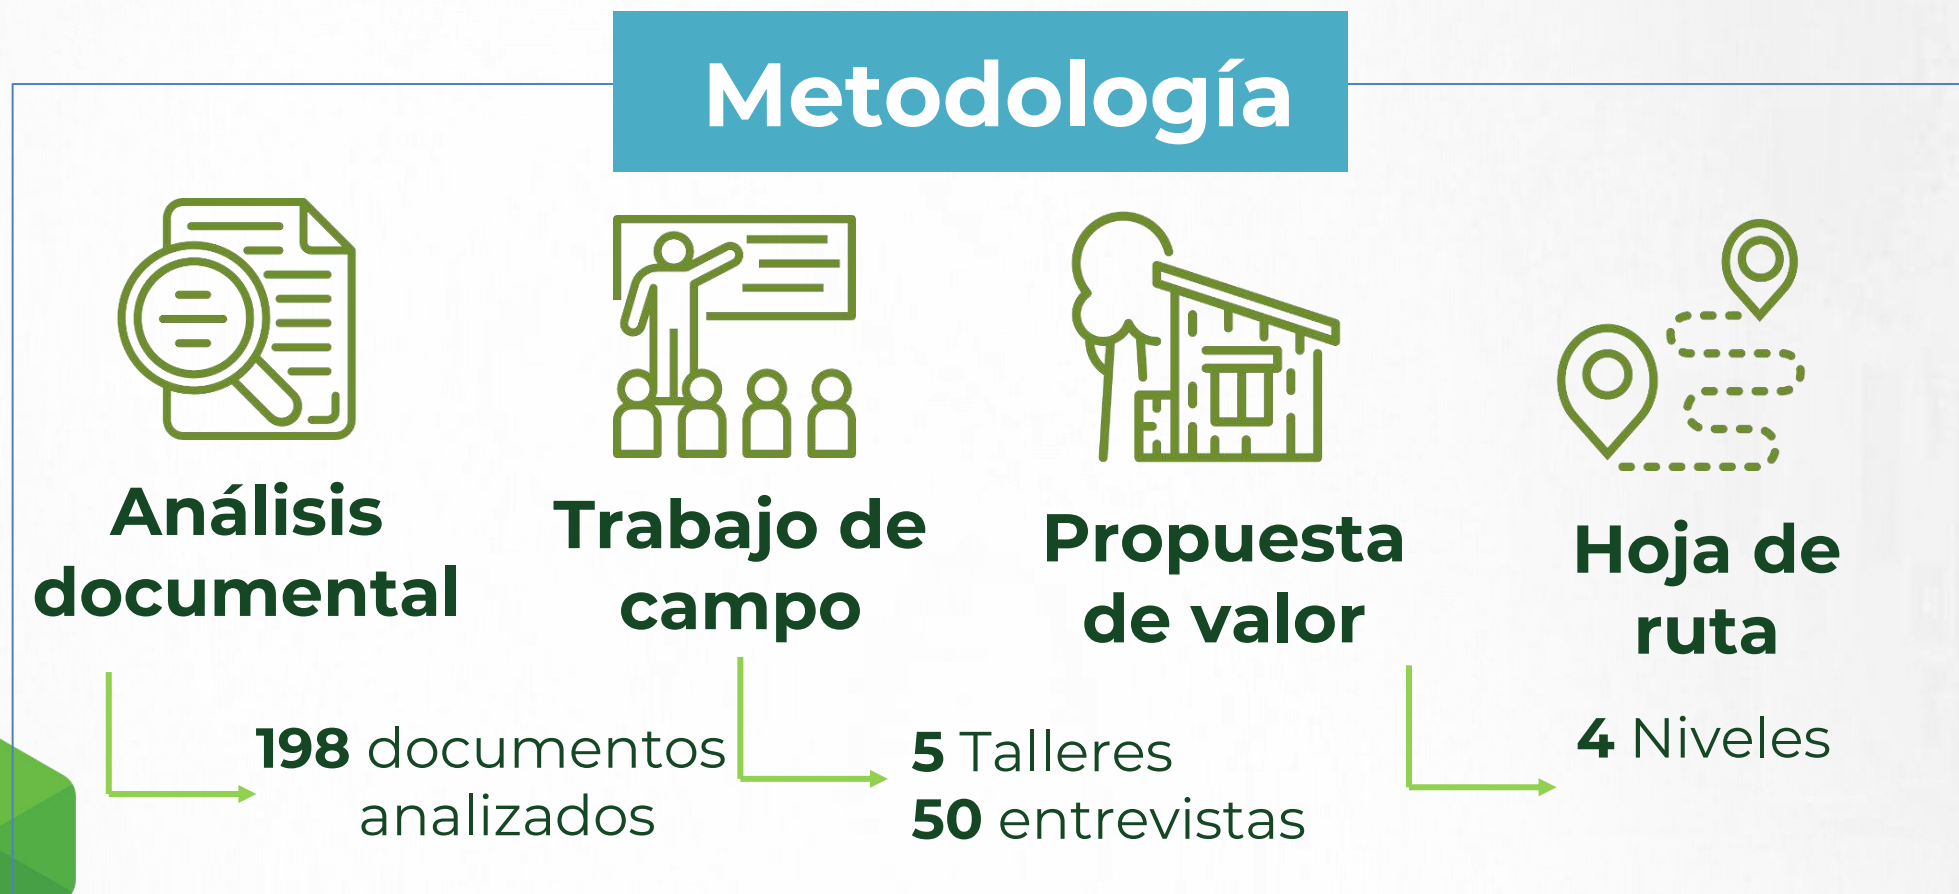 Metodología
Análisis
documental
198 documentos
analizados
Trabajo de
campo
5 Talleres
50 entrevistas
Propuesta
de valor
4 Niveles
Hoja de
ruta